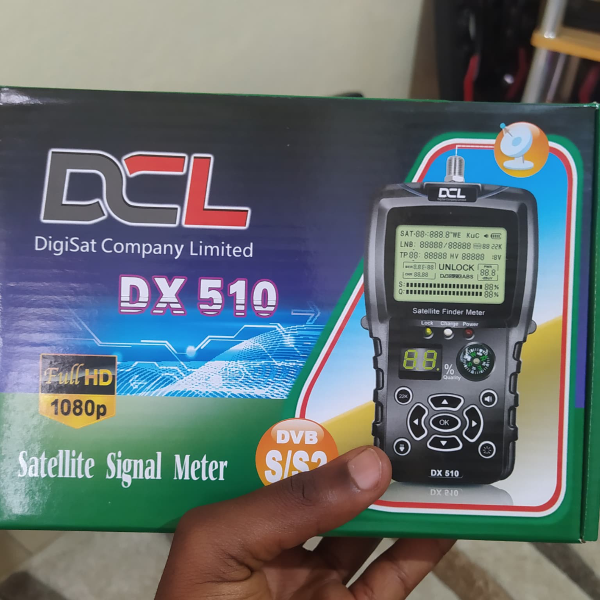 DCL
DigiSat Company Limited
DX 510
Full HD
1080p
Satellite Signal Meter
DVB
S/S2
DCL
UNLOCK
Satellite Finder Meter
Lock Charge Power
%
Quality
OK
DX 510